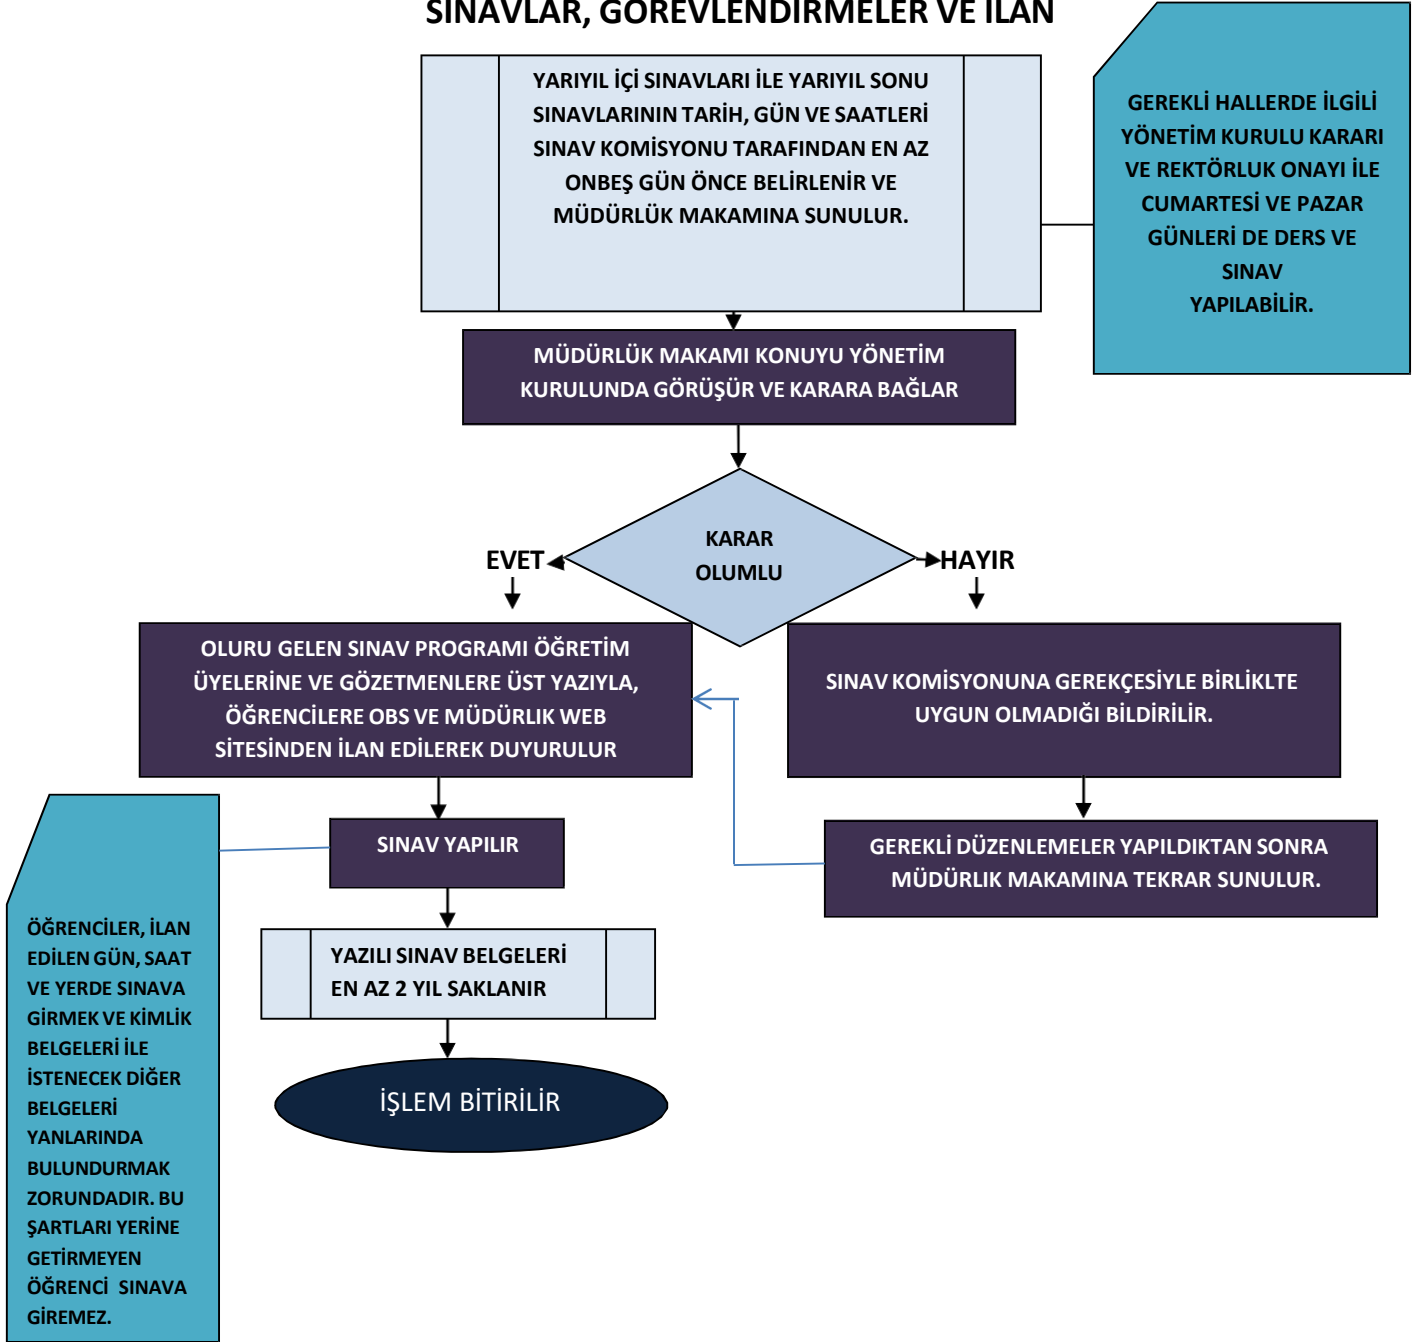 SINAVLAR, GÖREVLENDİRMELER VE İLAN
YARIYIL İÇİ SINAVLARI İLE YARIYIL SONU
SINAVLARININ TARİH, GÜN VE SAATLERİ
SINAV KOMİSYONU TARAFINDAN EN AZ
ONBEŞ GÜN ÖNCE BELİRLENİR VE
MÜDÜRLÜK MAKAMINA SUNULUR.
GEREKLİ HALLERDE İLGİLİ
YÖNETİM KURULU KARARI
VE REKTÖRLUK ONAYI İLE
CUMARTESİ VE PAZAR
GÜNLERİ DE DERS VE
SINAV
YAPILABİLİR.
MÜDÜRLÜK MAKAMI KONUYU YÖNETİM
KURULUNDA GÖRÜŞÜR VE KARARA BAĞLAR
KARAR
OLUMLU
EVET
HAYIR
OLURU GELEN SINAV PROGRAMI ÖĞRETİM
ÜYELERİNE VE GÖZETMENLERE ÜST YAZIYLA,
ÖĞRENCİLERE OBS VE MÜDÜRLIK WEB
SİTESİNDEN İLAN EDİLEREK DUYURULUR
SINAV KOMİSYONUNA GEREKÇESİYLE BİRLİKLTE
UYGUN OLMADIĞI BİLDİRİLİR.
SINAV YAPILIR
GEREKLİ DÜZENLEMELER YAPILDIKTAN SONRA
MÜDÜRLIK MAKAMINA TEKRAR SUNULUR.
YAZILI SINAV BELGELERİ
EN AZ 2 YIL SAKLANIR
İŞLEM BİTİRİLİR
ÖĞRENCİLER, İLAN
EDİLEN GÜN, SAAT
VE YERDE SINAVA
GİRMEK VE KİMLİK
BELGELERİ İLE
İSTENECEK DİĞER
BELGELERİ
YANLARINDA
BULUNDURMAK
ZORUNDADIR. BU
ŞARTLARI YERİNE
GETİRMEYEN
ÖĞRENCİ SINAVA
GİREMEZ.